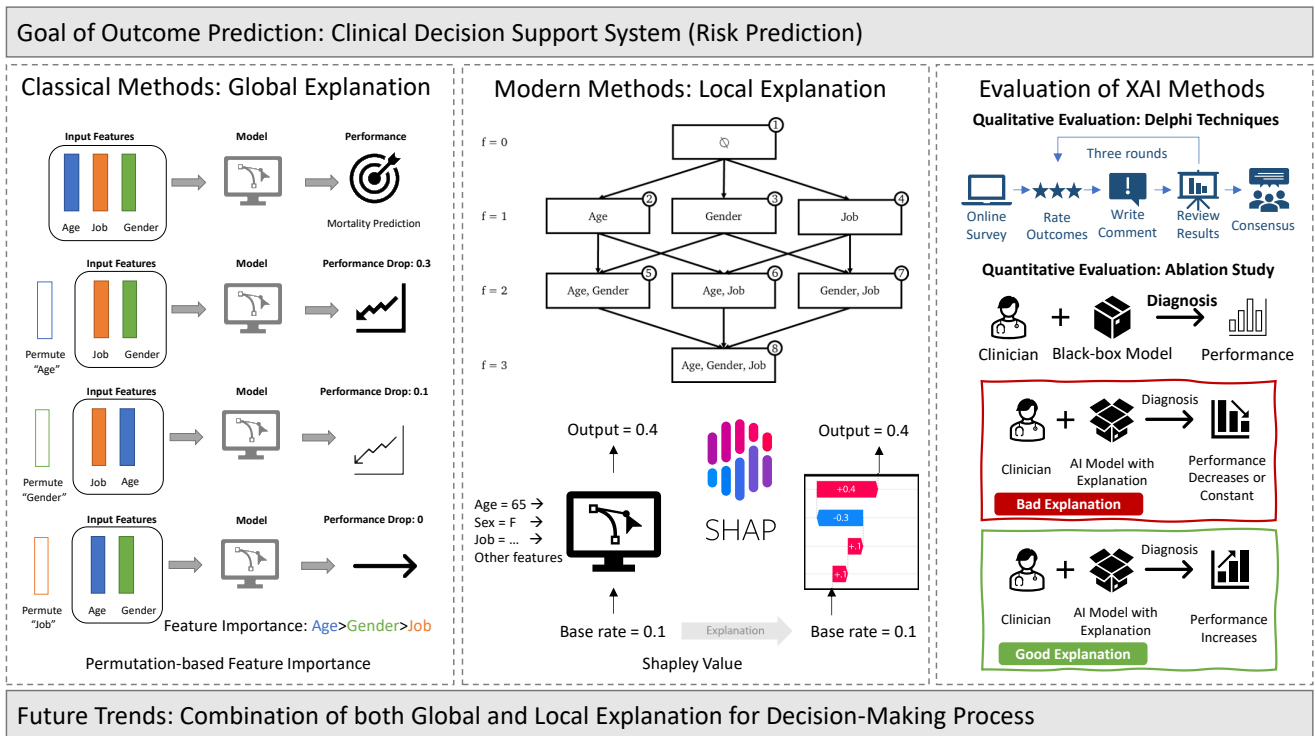 Goal of Outcome Prediction: Clinical Decision Support System (Risk Prediction)
Classical Methods: Global Explanation
Input Features
Model
Performance
Age
Job
Gender
Mortality Prediction
Input Features
Model
Performance Drop: 0.3
Permute
“Age”
Job
Gender
Input Features
Model
Performance Drop: 0.1
Permute
“Gender”
Job
Age
Input Features
Model
Performance Drop: 0
Permute
“Job”
Age
Gender
Feature Importance: Age>Gender>Job
Permutation-based Feature Importance
Modern Methods: Local Explanation
f = 0
∅
1
f = 1
Age
2
Gender
3
Job
4
f = 2
Age, Gender
5
Age, Job
6
Gender, Job
7
f = 3
Age, Gender, Job
8
Output = 0.4
Age = 65 →
Sex = F →
Job = ... →
Other features
Base rate = 0.1
SHAP
Explanation
Output = 0.4
+0.4
-0.3
+.1
+.1
Base rate = 0.1
Shapley Value
Evaluation of XAI Methods
Qualitative Evaluation: Delphi Techniques
Three rounds
Online
Survey
Rate
Outcomes
Write
Comment
Review
Results
Consensus
Quantitative Evaluation: Ablation Study
Clinician
+
Black-box Model
Diagnosis
Performance
Clinician
+
AI Model with
Explanation
Diagnosis
Performance
Decreases or
Constant
Bad Explanation
Clinician
+
AI Model with
Explanation
Diagnosis
Performance
Increases
Good Explanation
Future Trends: Combination of both Global and Local Explanation for Decision-Making Process